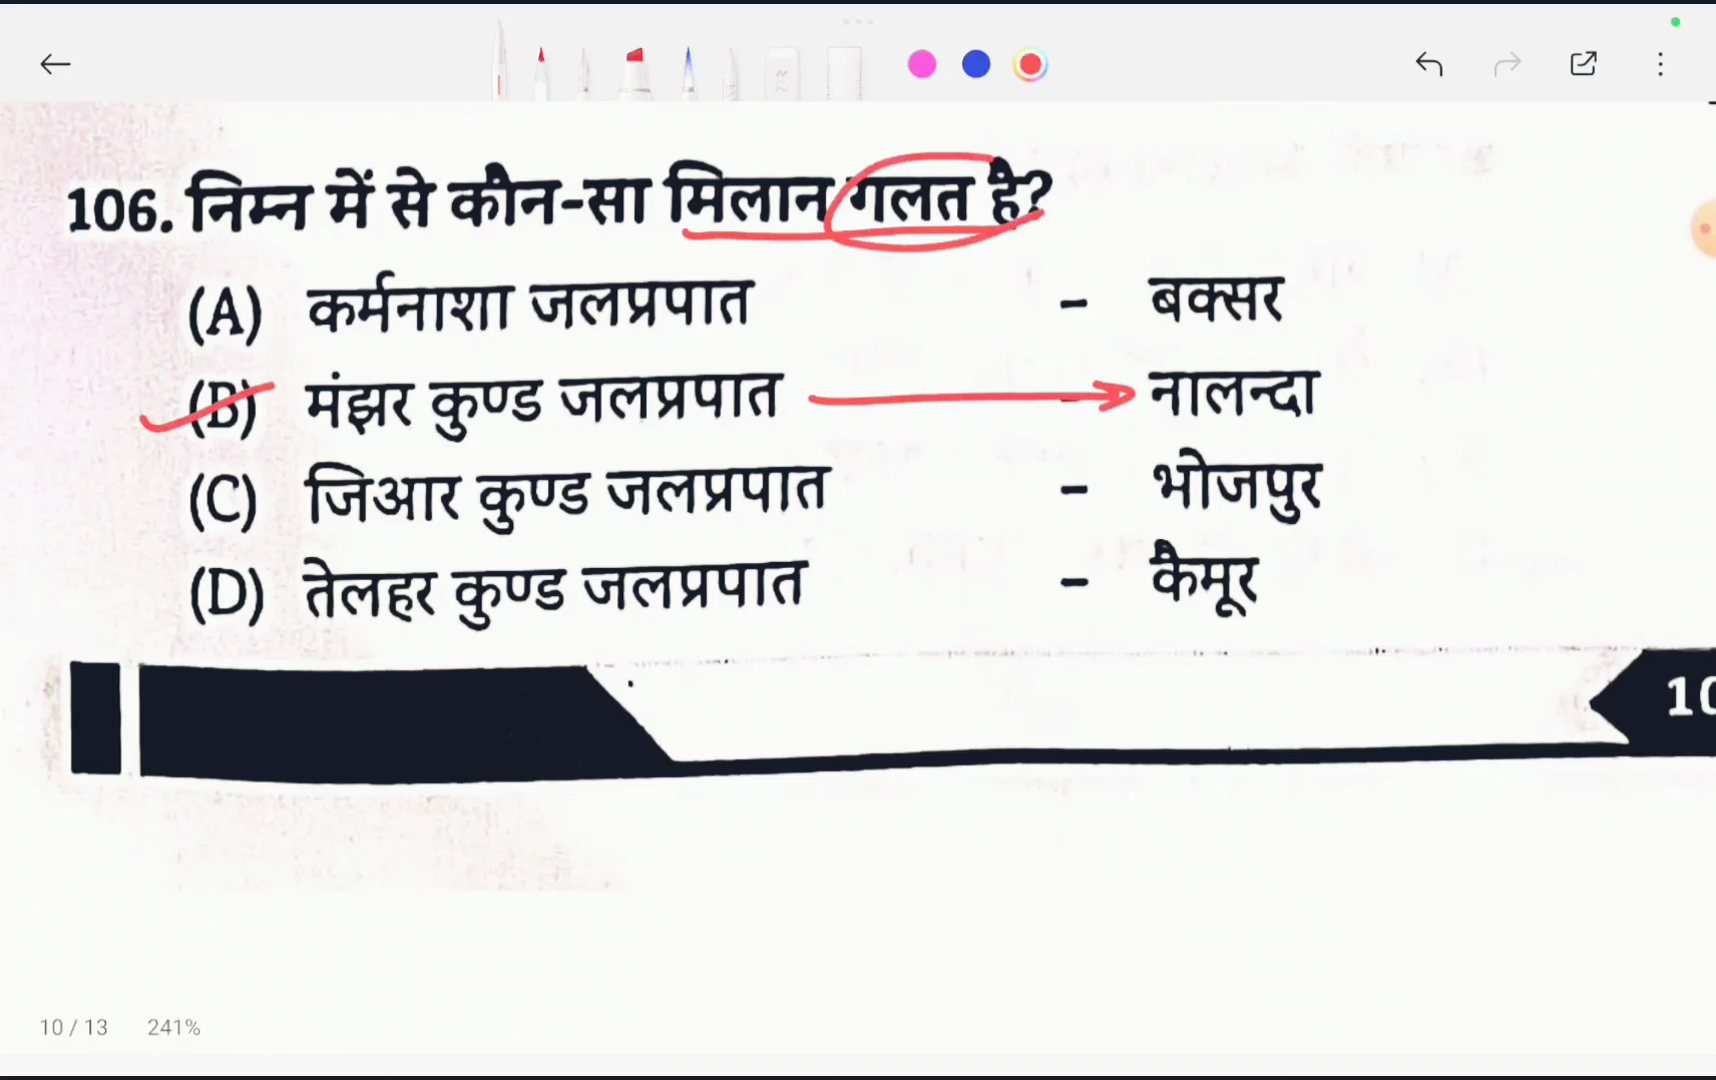 106. निम्न में से कौन-सा मिलान गलत है?
(A) कर्मनाशा जलप्रपात - बक्सर
(B) मंझर कुण्ड जलप्रपात - नालन्दा
(C) जिआर कुण्ड जलप्रपात - भोजपुर
(D) तेलहर कुण्ड जलप्रपात - कैमूर
10 / 13 241%